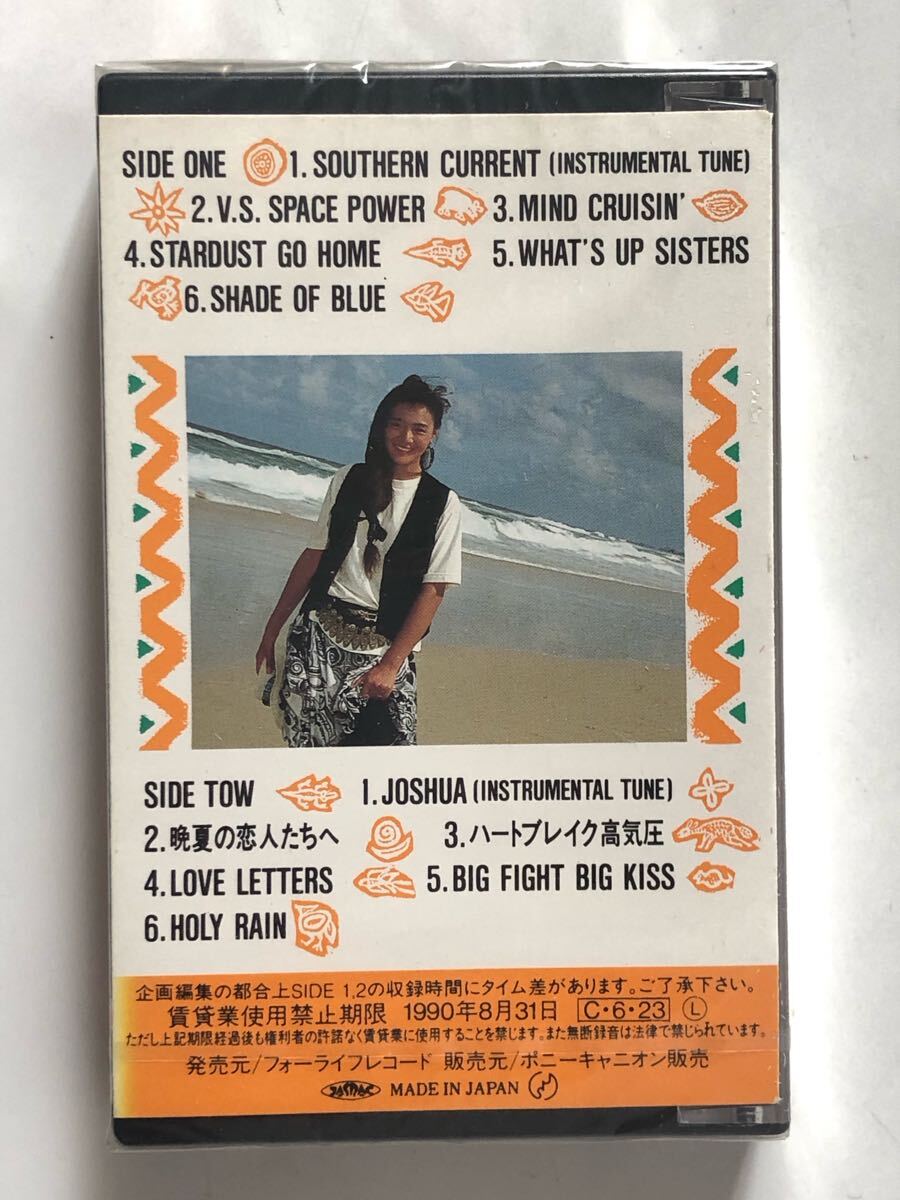 SIDE ONE 1. SOUTHERN CURRENT (INSTRUMENTAL TUNE)
2. V.S. SPACE POWER 3. MIND CRUISIN'
4. STARDUST GO HOME 5. WHAT'S UP SISTERS
6. SHADE OF BLUE
SIDE TOW 1. JOSHUA (INSTRUMENTAL TUNE)
2. 晩夏の恋人たちへ 3. ハートブレイク高気圧
4. LOVE LETTERS 5. BIG FIGHT BIG KISS
6. HOLY RAIN
企画編集の都合上SIDE 1,2の収録時間にタイム差があります。ご了承下さい。
賃貸業使用禁止期限 1990年8月31日 C・6・23 Ⓛ
ただし上記期限経過後も権利者の許諾なく賃貸業に使用することを禁じます。また無断録音は法律で禁じられています。
発売元/フォーライフレコード 販売元/ポニーキャニオン販売
JASRAC MADE IN JAPAN